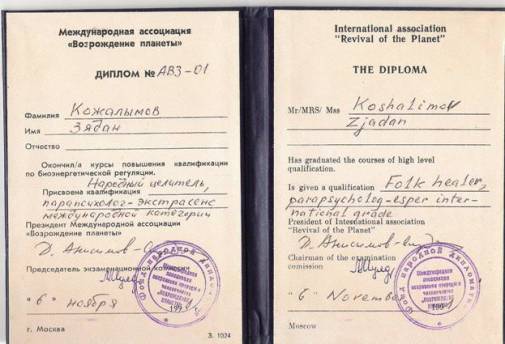 Международная ассоциация
«Возрождение планеты»
ДИПЛОМ № АВЗ-01
Фамилия Кожалымов
Имя Зядан
Отчество
Окончил/а курсы повышения квалификации
по биоэнергетической регуляции.
Народный целитель,
Присвоена квалификация
парапсихолог-экстрасенс
международной категории
Президент Международной ассоциации
«Возрождение планеты»
Д. Анисимов
Председатель экзаменационной комиссии
"6" ноября 199
г. Москва
З. 1024
International association
"Revival of the Planet"
THE DIPLOMA
Mr/MRS/ Mss Koshalimov
Zjadan
Has graduated the courses of high level
qualification.
Is given a qualification Folk healer,
parapsycholog-esper inter-
national grade
President of International association
"Revival of the Planet"
Д. Анисимов
Chairman of the examination
comission
"6" November 199
Moscow